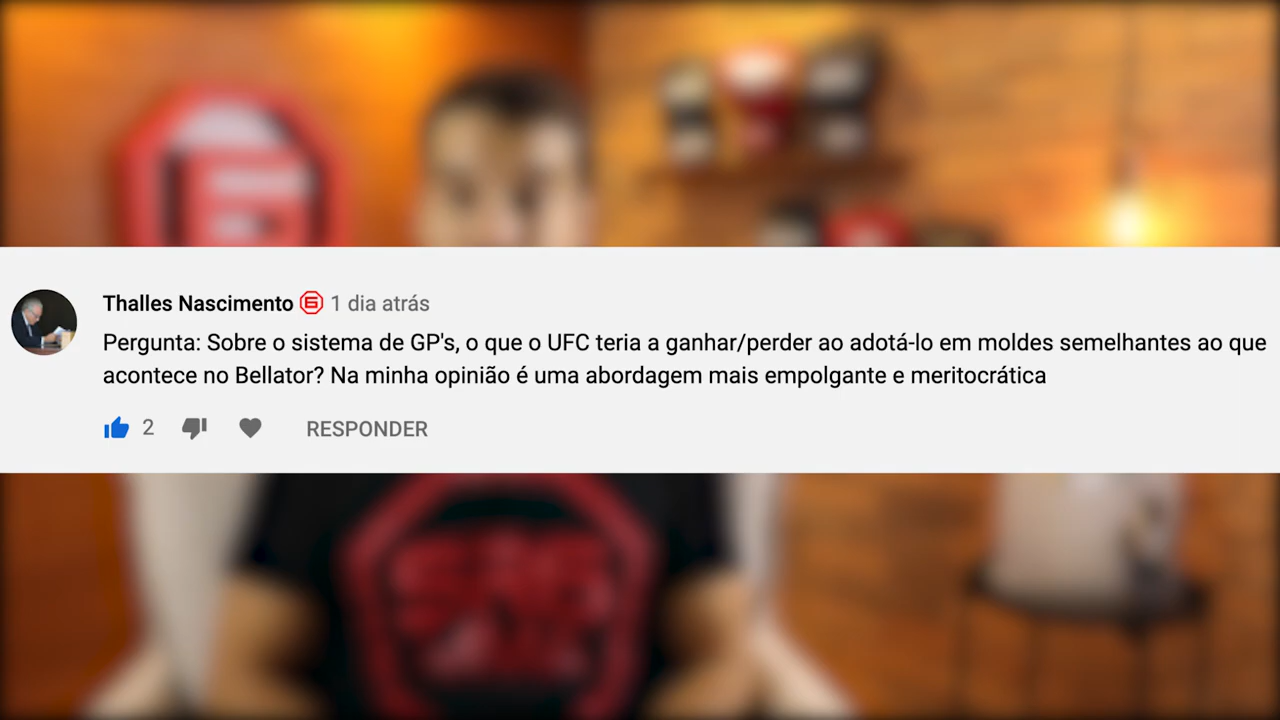 Thalles Nascimento 6 1 dia atrás
Pergunta: Sobre o sistema de GP's, o que o UFC teria a ganhar/perder ao adotá-lo em moldes semelhantes ao que
acontece no Bellator? Na minha opinião é uma abordagem mais empolgante e meritocrática
2 RESPONDER